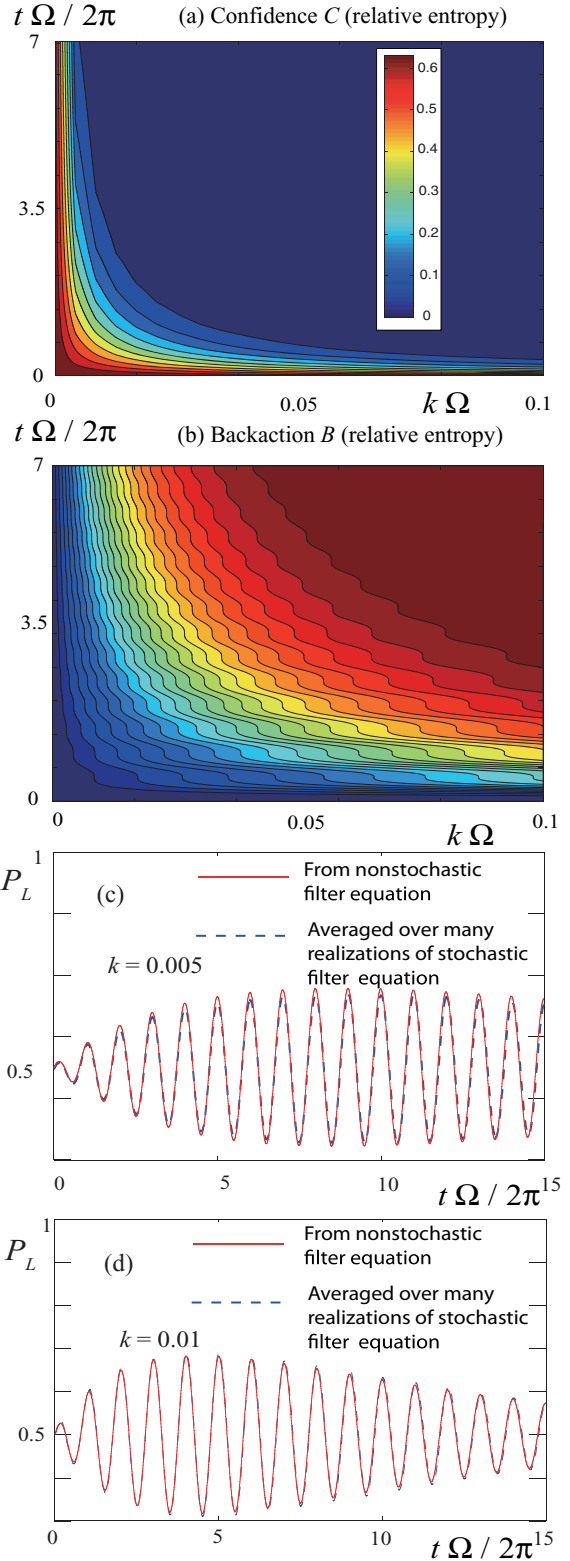 t Ω / 2π
(a) Confidence C (relative entropy)
7
0.6
0.5
0.4
3.5
0.3
0.2
0.1
0
0
0
0.05
k Ω
0.1
t Ω / 2π
(b) Backaction B (relative entropy)
7
3.5
0
0
0.05
0.1
k Ω
1
P_L
(c)
From nonstochastic
filter equation
Averaged over many
realizations of stochastic
filter equation
k = 0.005
0.5
0
5
10
15
t Ω / 2π
1
P_L
(d)
From nonstochastic
filter equation
Averaged over many
realizations of stochastic
filter equation
k = 0.01
0.5
0
5
10
15
t Ω / 2π